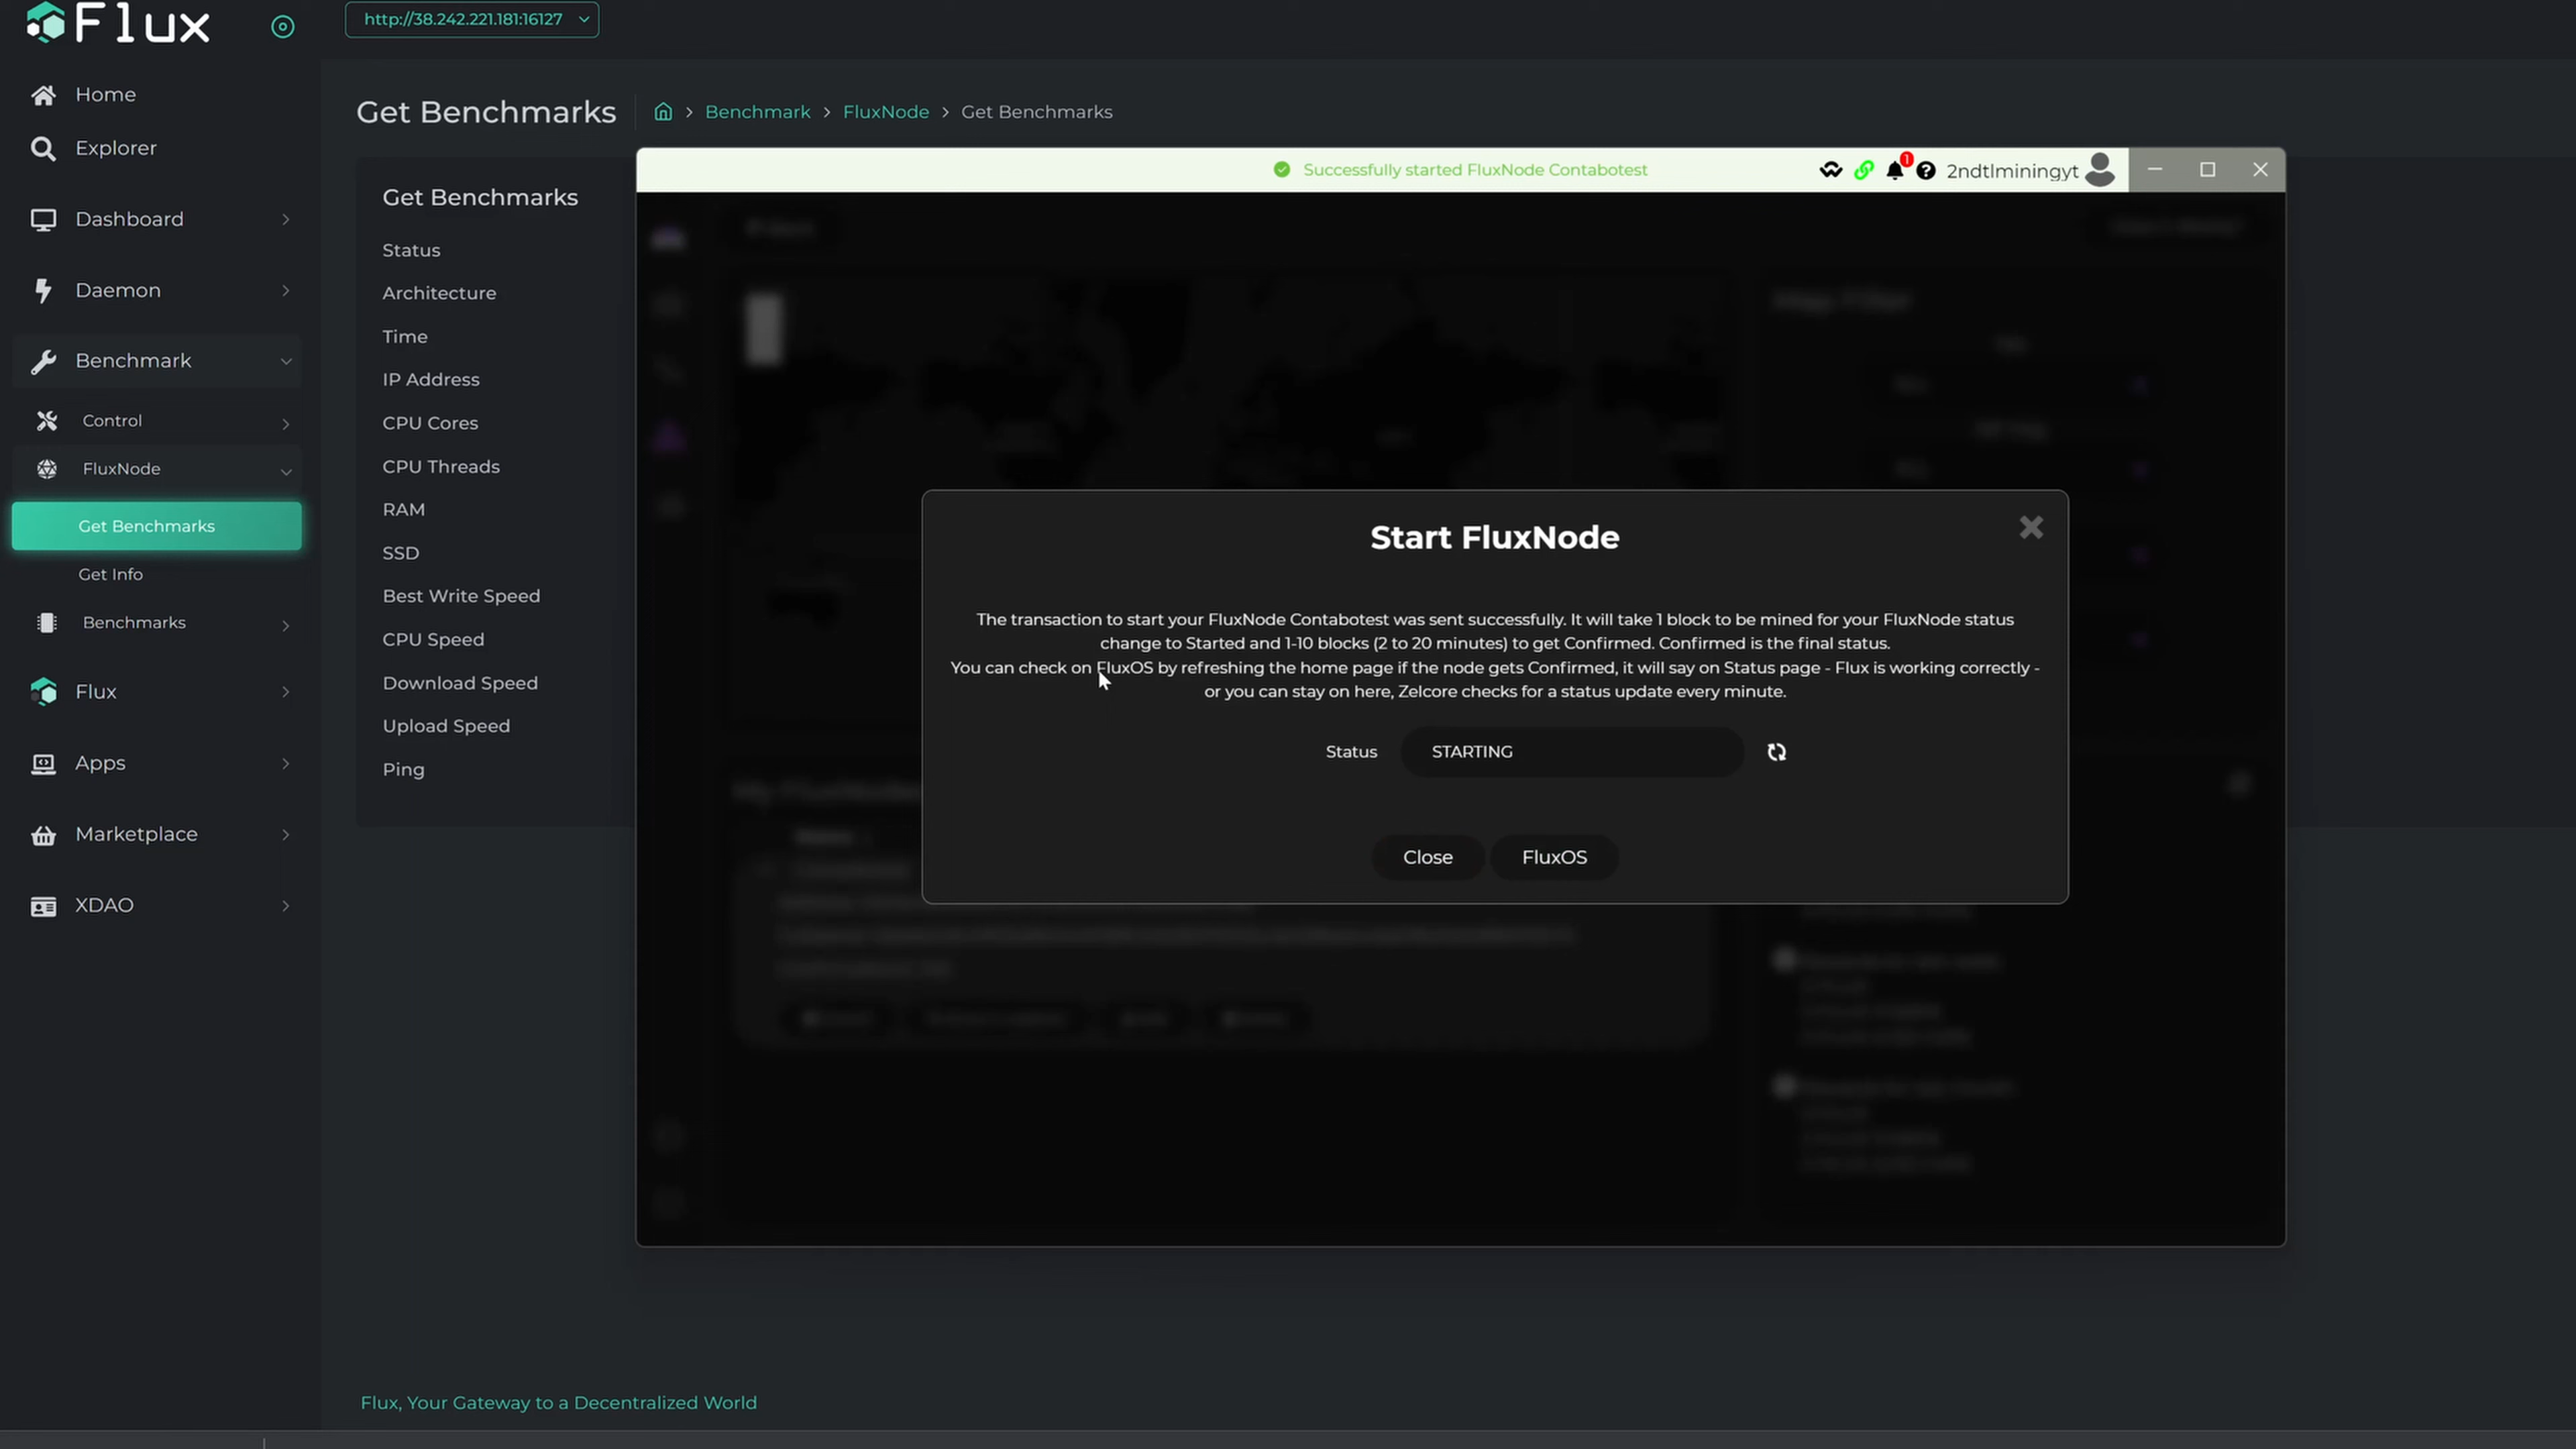 Flux
http://38.242.221.181:16127
Home
Explorer
Dashboard
Daemon
Benchmark
Control
FluxNode
Get Benchmarks
Get Info
Benchmarks
Flux
Apps
Marketplace
XDAO
Get Benchmarks
Benchmark
FluxNode
Get Benchmarks
Get Benchmarks
Status
Architecture
Time
IP Address
CPU Cores
CPU Threads
RAM
SSD
Best Write Speed
CPU Speed
Download Speed
Upload Speed
Ping
Successfully started FluxNode Contabotest
1
2ndtlminingyt
Start FluxNode
The transaction to start your FluxNode Contabotest was sent successfully. It will take 1 block to be mined for your FluxNode status
change to Started and 1-10 blocks (2 to 20 minutes) to get Confirmed. Confirmed is the final status.
You can check on FluxOS by refreshing the home page if the node gets Confirmed, it will say on Status page - Flux is working correctly -
or you can stay on here, Zelcore checks for a status update every minute.
Status
STARTING
Close
FluxOS
My FluxNodes
Flux, Your Gateway to a Decentralized World